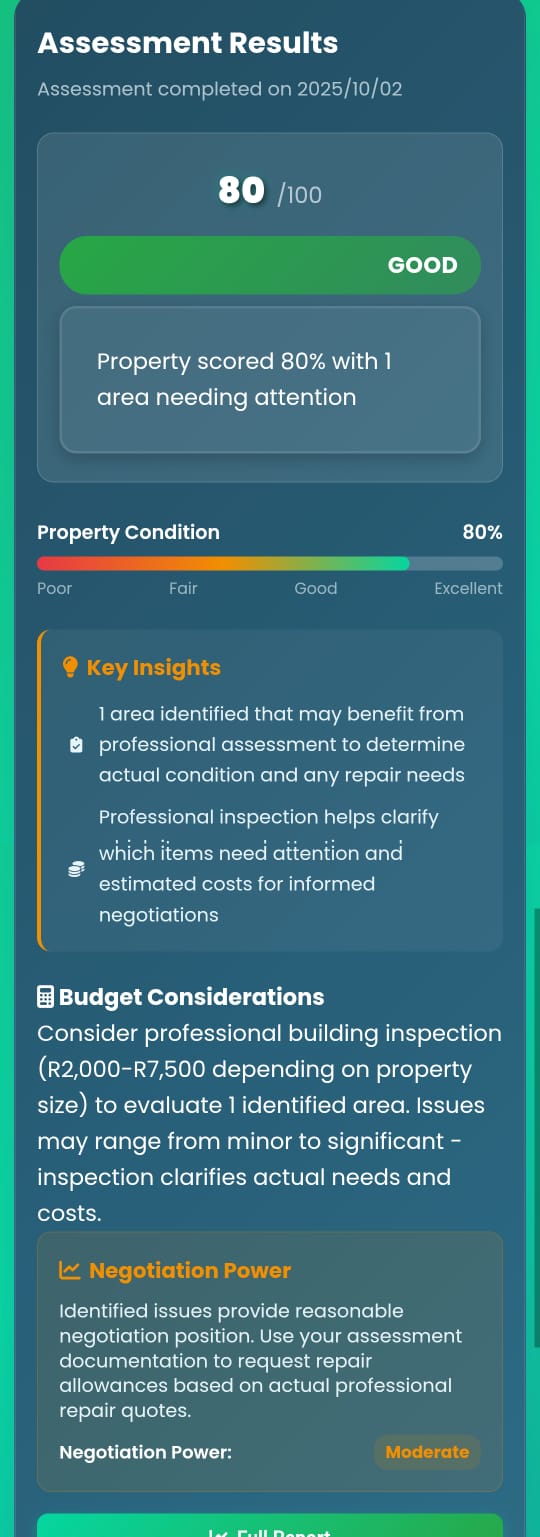 Assessment Results
Assessment completed on 2025/10/02
80 /100
GOOD
Property scored 80% with 1
area needing attention
Property Condition 80%
Poor Fair Good Excellent
Key Insights
1 area identified that may benefit from
professional assessment to determine
actual condition and any repair needs
Professional inspection helps clarify
which items need attention and
estimated costs for informed
negotiations
Budget Considerations
Consider professional building inspection
(R2,000-R7,500 depending on property
size) to evaluate 1 identified area. Issues
may range from minor to significant -
inspection clarifies actual needs and
costs.
Negotiation Power
Identified issues provide reasonable
negotiation position. Use your assessment
documentation to request repair
allowances based on actual professional
repair quotes.
Negotiation Power: Moderate
Full Report